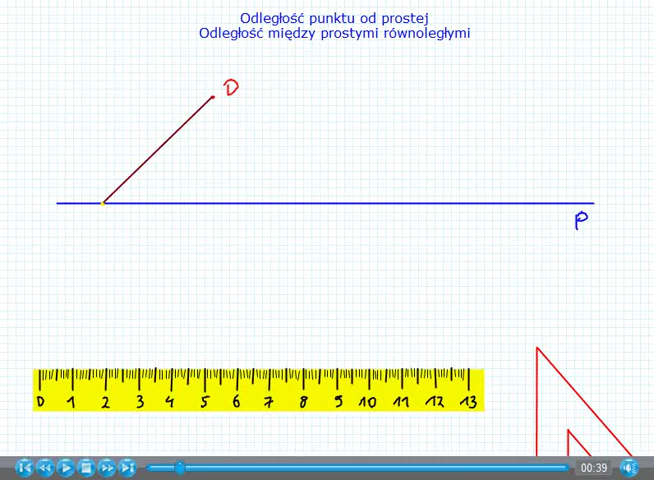 Odległość punktu od prostej
Odległość między prostymi równoległymi
D
P
0 1 2 3 4 5 6 7 8 9 10 11 12 13
00:39